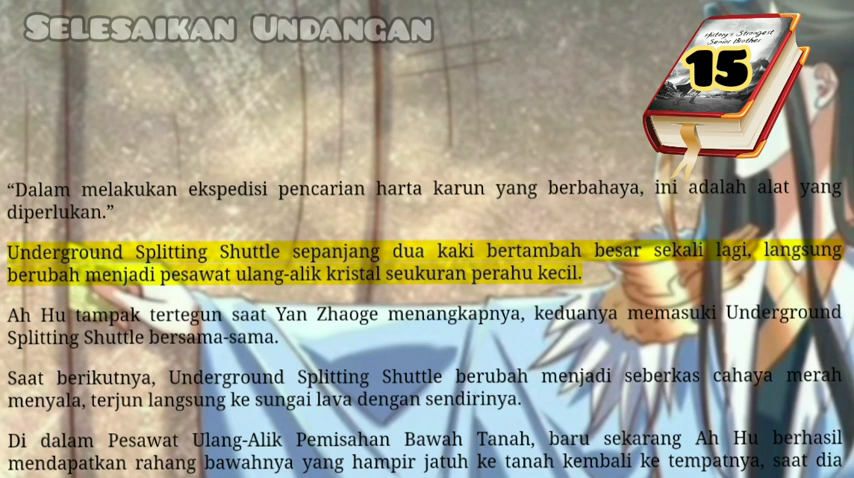 Selesaikan Undangan
History's Strongest
Senior Brother
15
“Dalam melakukan ekspedisi pencarian harta karun yang berbahaya, ini adalah alat yang
diperlukan.”
Underground Splitting Shuttle sepanjang dua kaki bertambah besar sekali lagi, langsung
berubah menjadi pesawat ulang-alik kristal seukuran perahu kecil.
Ah Hu tampak tertegun saat Yan Zhaoge menangkapnya, keduanya memasuki Underground
Splitting Shuttle bersama-sama.
Saat berikutnya, Underground Splitting Shuttle berubah menjadi seberkas cahaya merah
menyala, terjun langsung ke sungai lava dengan sendirinya.
Di dalam Pesawat Ulang-Alik Pemisahan Bawah Tanah, baru sekarang Ah Hu berhasil
mendapatkan rahang bawahnya yang hampir jatuh ke tanah kembali ke tempatnya, saat dia